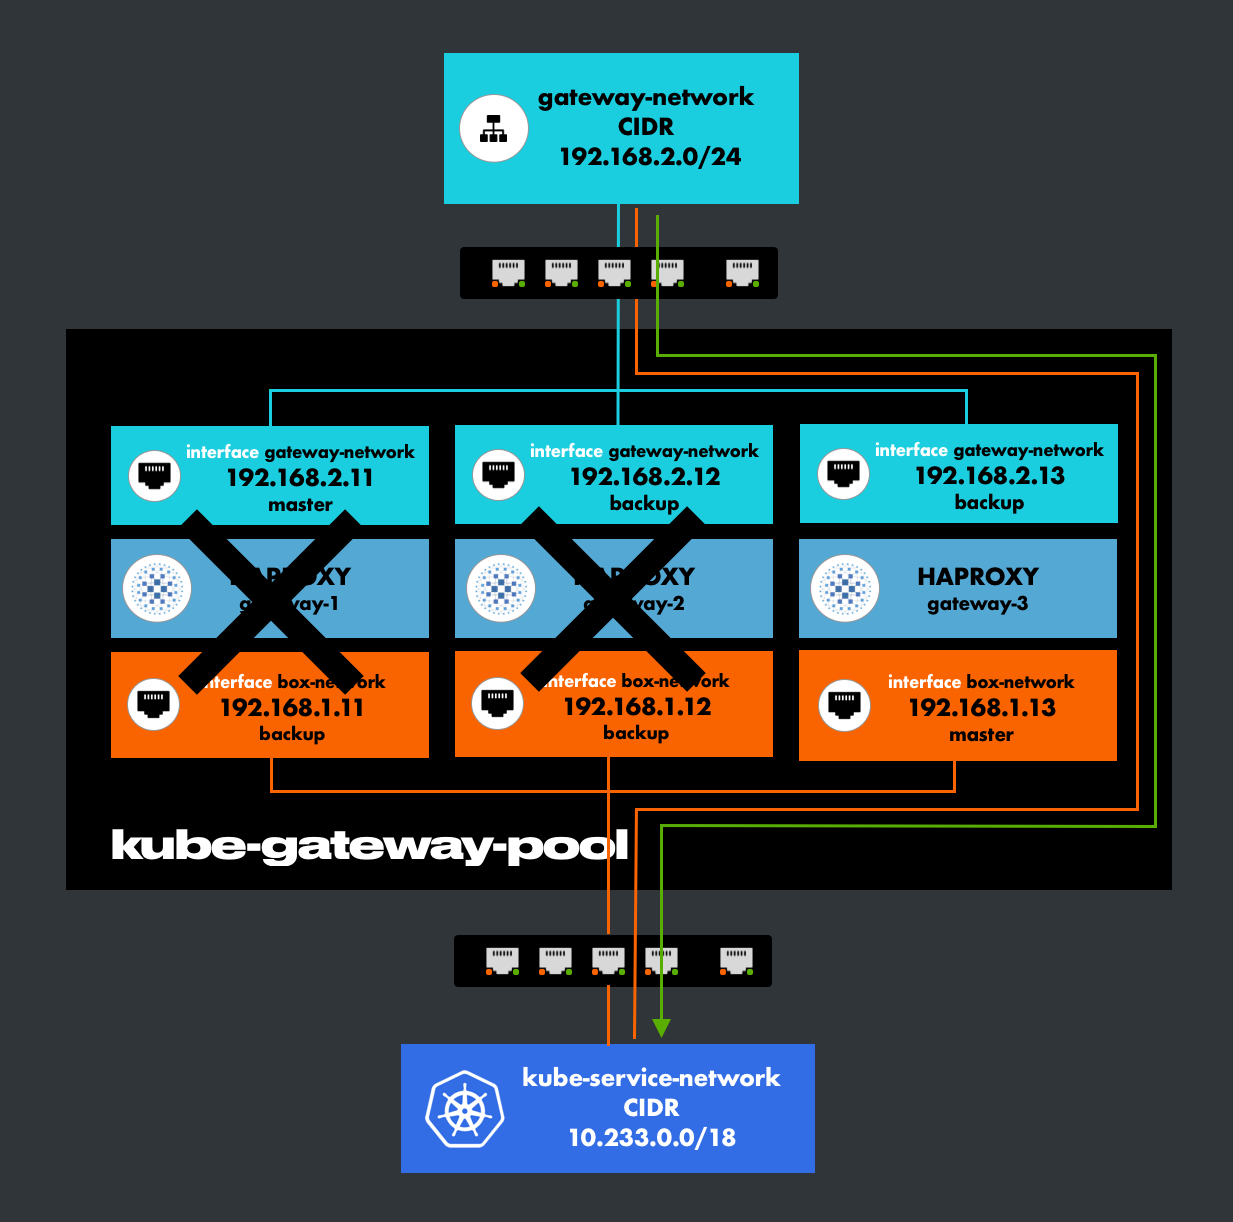 gateway-network
CIDR
192.168.2.0/24
interface gateway-network
192.168.2.11
master
interface gateway-network
192.168.2.12
backup
interface gateway-network
192.168.2.13
backup
HAPROXY
gateway-1
HAPROXY
gateway-2
HAPROXY
gateway-3
interface box-network
192.168.1.11
backup
interface box-network
192.168.1.12
backup
interface box-network
192.168.1.13
master
kube-gateway-pool
kube-service-network
CIDR
10.233.0.0/18